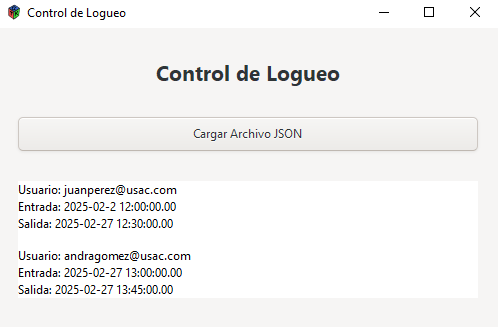 Control de Logueo
Control de Logueo
Cargar Archivo JSON
Usuario: juanperez@usac.com
Entrada: 2025-02-2 12:00:00.00
Salida: 2025-02-27 12:30:00.00
Usuario: andragomez@usac.com
Entrada: 2025-02-27 13:00:00.00
Salida: 2025-02-27 13:45:00.00